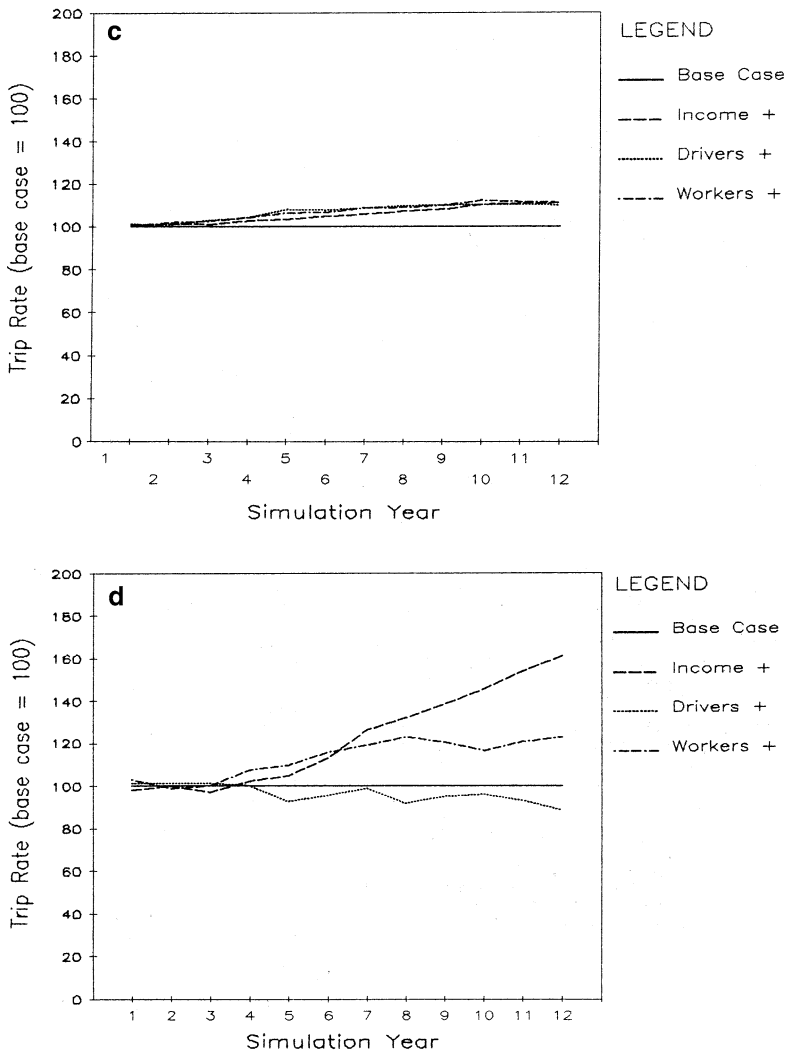 c
200
180
160
140
120
100
80
60
40
20
0
Trip Rate (base case = 100)
1 3 4 5 7 8 9 11
2 4 6 8 10 12
Simulation Year
LEGEND
Base Case
Income +
Drivers +
Workers +
d
200
180
160
140
120
100
80
60
40
20
0
Trip Rate (base case = 100)
1 2 3 4 5 6 7 8 9 10 11 12
Simulation Year
LEGEND
Base Case
Income +
Drivers +
Workers +